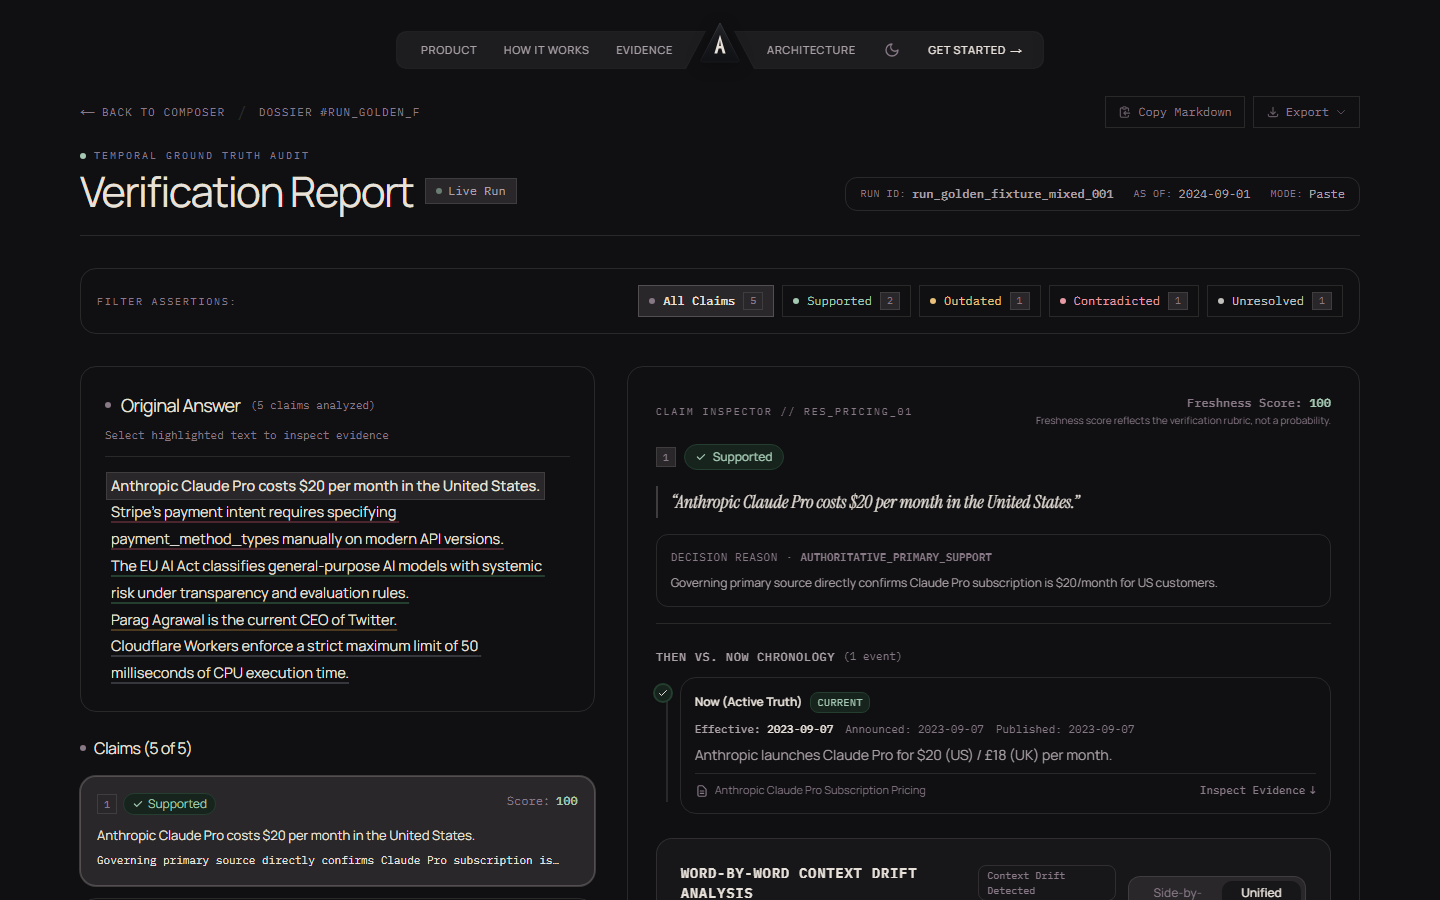 PRODUCT
HOW IT WORKS
EVIDENCE
A
ARCHITECTURE
GET STARTED →
← BACK TO COMPOSER / DOSSIER #RUN_GOLDEN_F
Copy Markdown
Export
TEMPORAL GROUND TRUTH AUDIT
Verification Report
Live Run
RUN ID: run_golden_fixture_mixed_001 AS OF: 2024-09-01 MODE: Paste
FILTER ASSERTIONS:
All Claims 5
Supported 2
Outdated 1
Contradicted 1
Unresolved 1
Original Answer (5 claims analyzed)
Select highlighted text to inspect evidence
Anthropic Claude Pro costs $20 per month in the United States.
Stripe's payment intent requires specifying
payment_method_types manually on modern API versions.
The EU AI Act classifies general-purpose AI models with systemic
risk under transparency and evaluation rules.
Parag Agrawal is the current CEO of Twitter.
Cloudflare Workers enforce a strict maximum limit of 50
milliseconds of CPU execution time.
Claims (5 of 5)
1 Supported Score: 100
Anthropic Claude Pro costs $20 per month in the United States.
Governing primary source directly confirms Claude Pro subscription is…
CLAIM INSPECTOR // RES_PRICING_01
Freshness Score: 100
Freshness score reflects the verification rubric, not a probability.
1 Supported
“Anthropic Claude Pro costs $20 per month in the United States.”
DECISION REASON · AUTHORITATIVE_PRIMARY_SUPPORT
Governing primary source directly confirms Claude Pro subscription is $20/month for US customers.
THEN VS. NOW CHRONOLOGY (1 event)
Now (Active Truth) CURRENT
Effective: 2023-09-07 Announced: 2023-09-07 Published: 2023-09-07
Anthropic launches Claude Pro for $20 (US) / £18 (UK) per month.
Anthropic Claude Pro Subscription Pricing
Inspect Evidence ↓
WORD-BY-WORD CONTEXT DRIFT
ANALYSIS
Context Drift
Detected
Side-by-
Unified